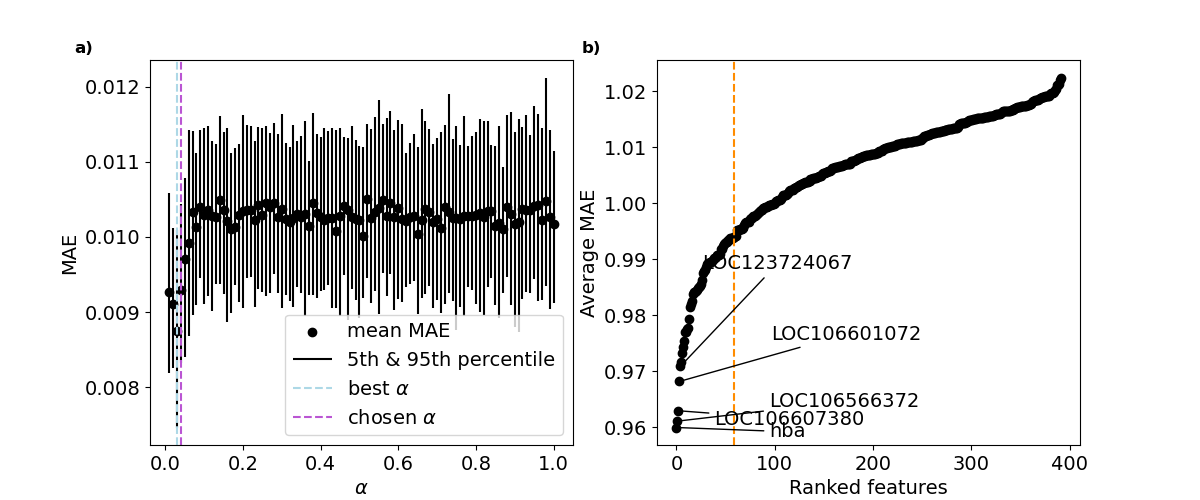 a)
0.012
0.011
0.010
0.009
0.008
MAE
0.0
0.2
0.4
0.6
0.8
1.0
α
mean MAE
5th & 95th percentile
best α
chosen α
b)
1.02
1.01
1.00
0.99
0.98
0.97
0.96
Average MAE
LOC123724067
LOC106601072
LOC106566372
LOC106607380
hba
0
100
200
300
400
Ranked features